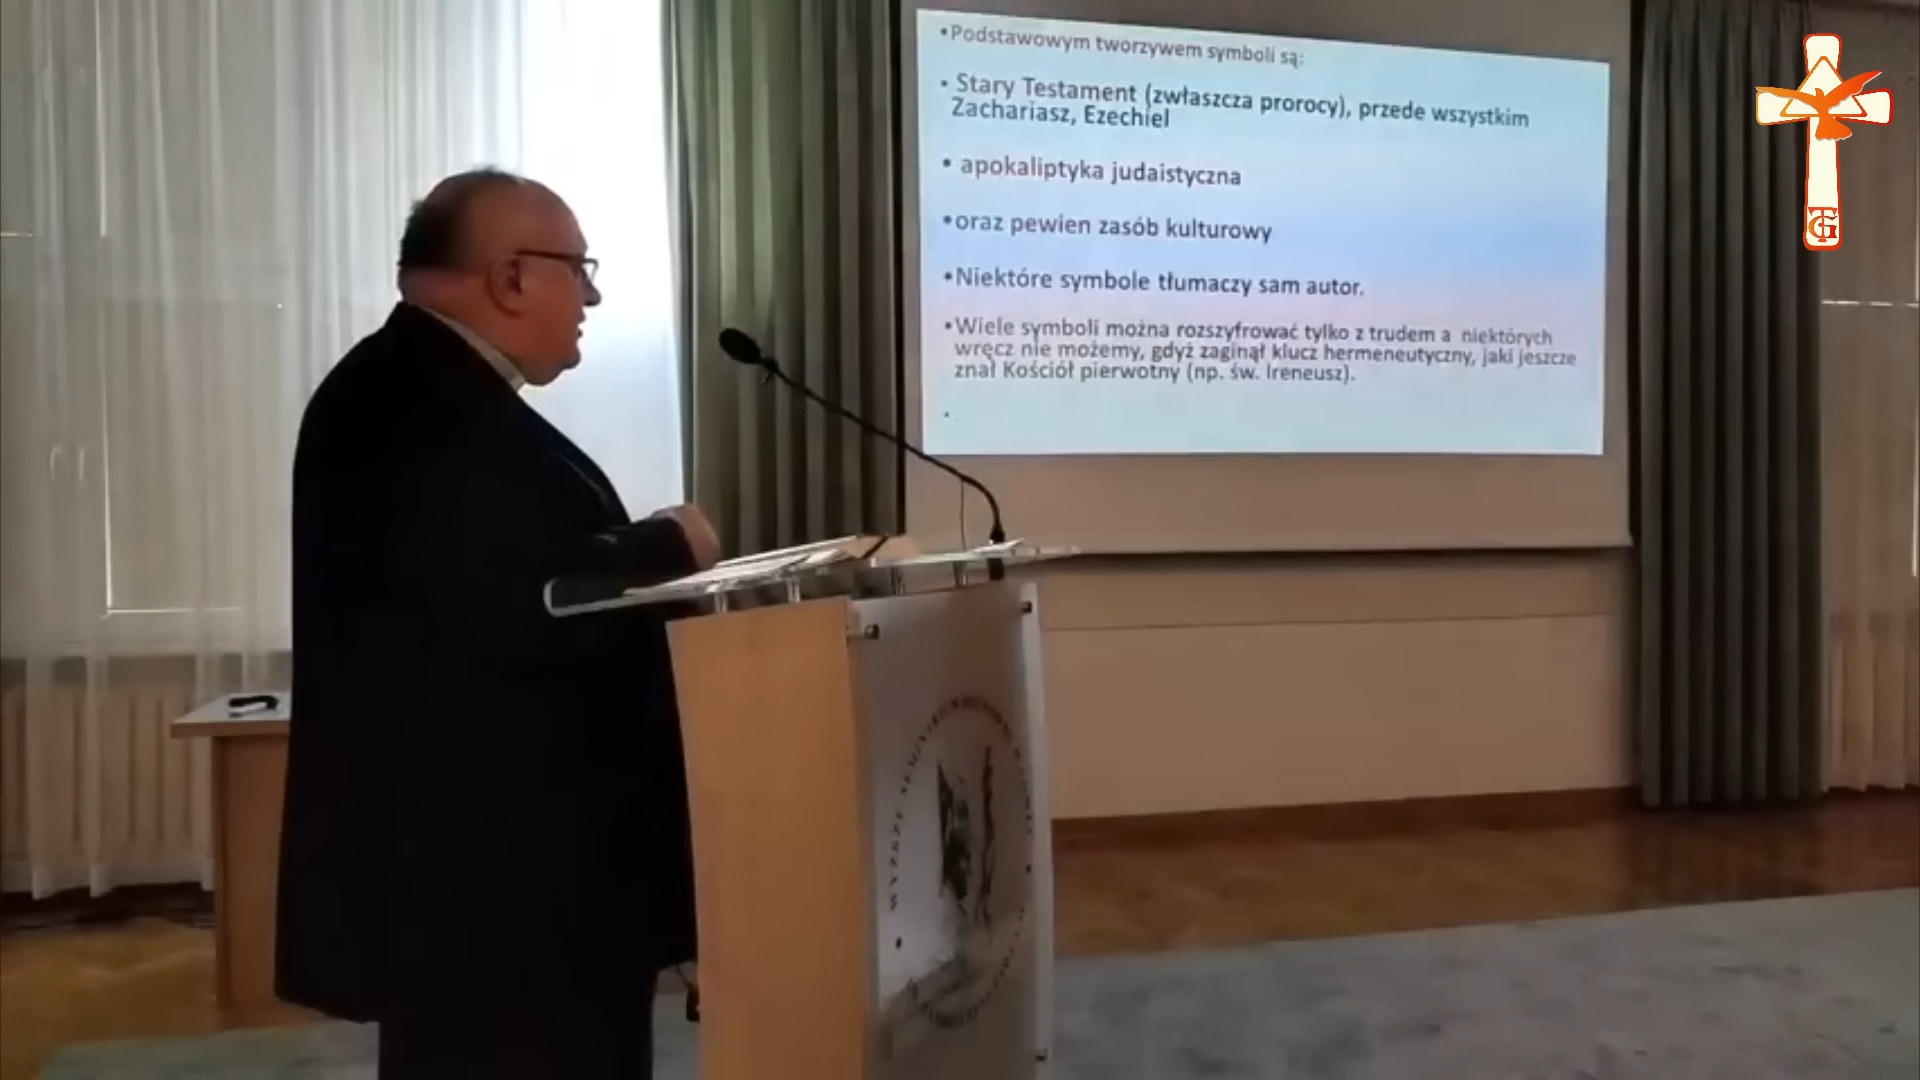 •Podstawowym tworzywem symboli są:
• Stary Testament (zwłaszcza prorocy), przede wszystkim
Zachariasz, Ezechiel
• apokaliptyka judaistyczna
•oraz pewien zasób kulturowy
•Niektóre symbole tłumaczy sam autor.
•Wiele symboli można rozszyfrować tylko z trudem a niektórych
wręcz nie możemy, gdyż zaginął klucz hermeneutyczny, jaki jeszcze
znał Kościół pierwotny (np. św. Ireneusz).
•
WYŻSZE SEMINARIUM